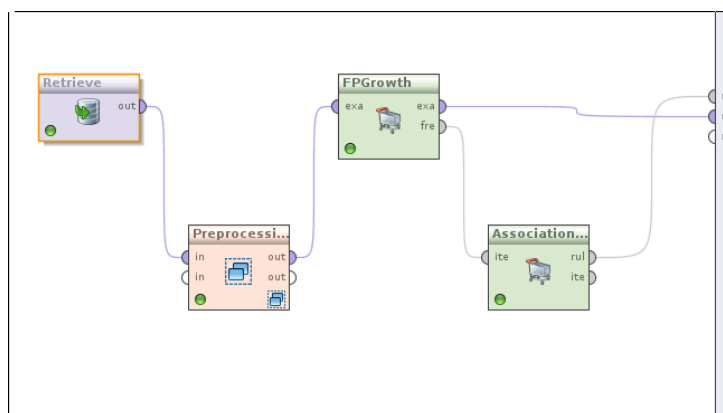 Retrieve
out
FPGrowth
exa exa
fre
Preprocessi...
in out
in out
Association...
ite rul
ite